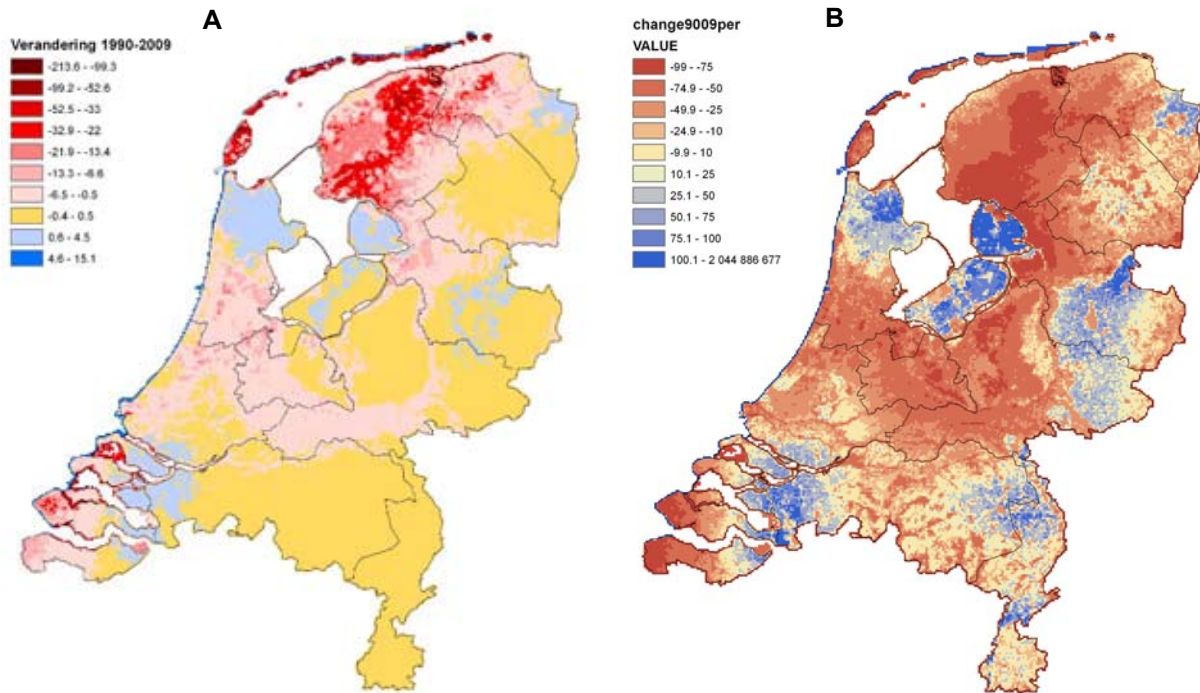 A
Verandering 1990-2009
-213.6 - -99.3
-99.2 - -52.6
-52.5 - -33
-32.9 - -22
-21.9 - -13.4
-13.3 - -6.6
-6.5 - -0.5
-0.4 - 0.5
0.6 - 4.5
4.6 - 15.1
B
change9009per
VALUE
-99 - -75
-74.9 - -50
-49.9 - -25
-24.9 - -10
-9.9 - 10
10.1 - 25
25.1 - 50
50.1 - 75
75.1 - 100
100.1 - 2 044 886 677